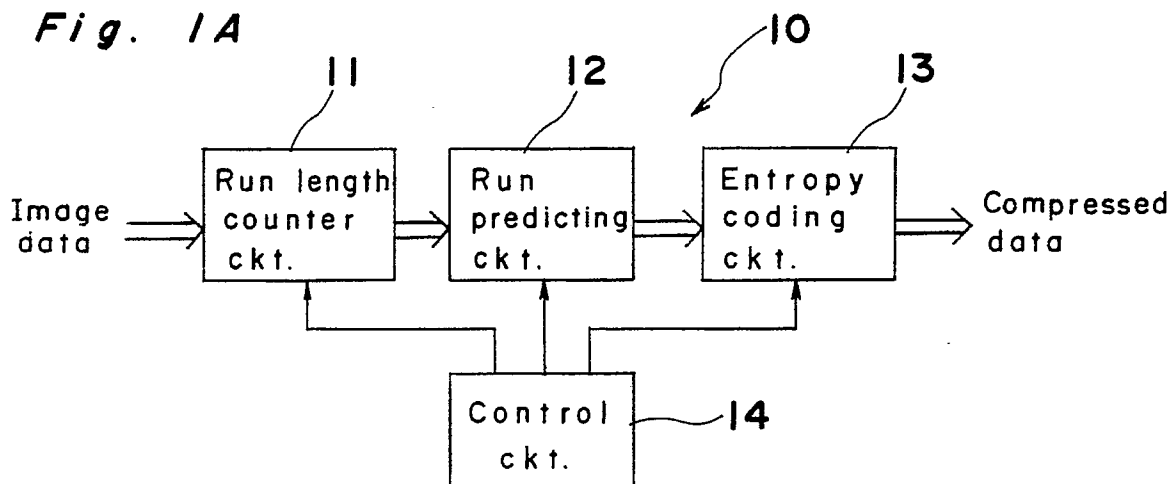 Fig. 1A
10
11
12
13
Image
data
Run length
counter
ckt.
Run
predicting
ckt.
Entropy
coding
ckt.
Compressed
data
Control
ckt.
14